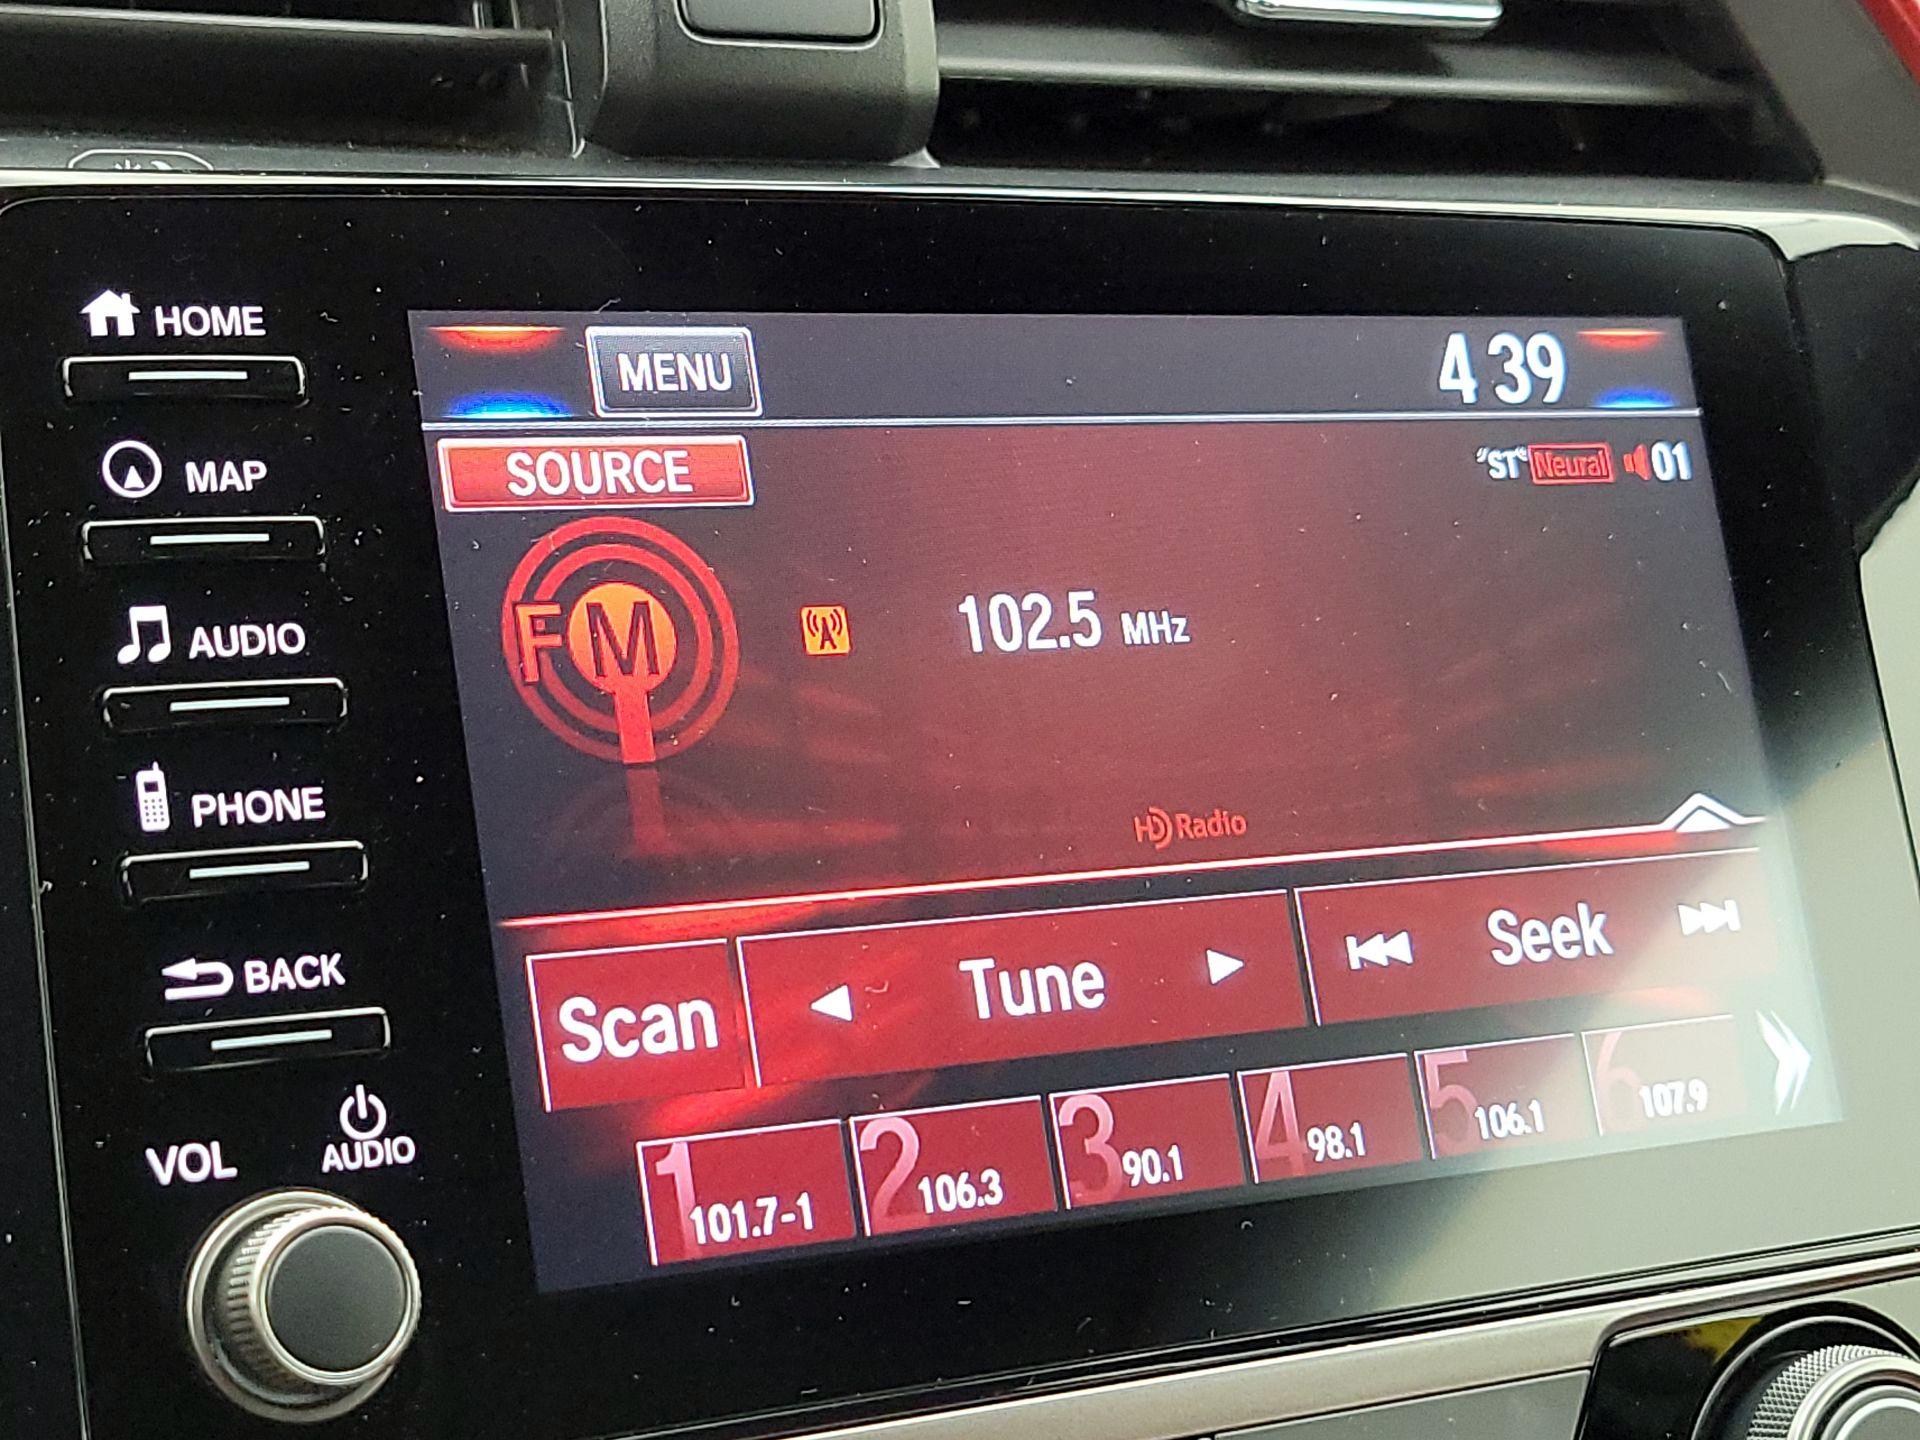 HOME
MENU
4 39
MAP
SOURCE
"ST" Neural 01
AUDIO
FM
102.5 MHz
PHONE
HD Radio
BACK
Scan
Tune
Seek
VOL
AUDIO
1 101.7-1
2 106.3
3 90.1
4 98.1
5 106.1
6 107.9